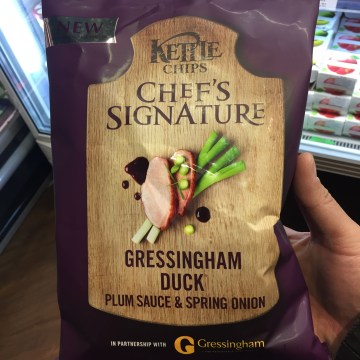 NEW
KETTLE
CHIPS
CHEF'S
SIGNATURE
GRESSINGHAM
DUCK
PLUM SAUCE & SPRING ONION
IN PARTNERSHIP WITH Gressingham